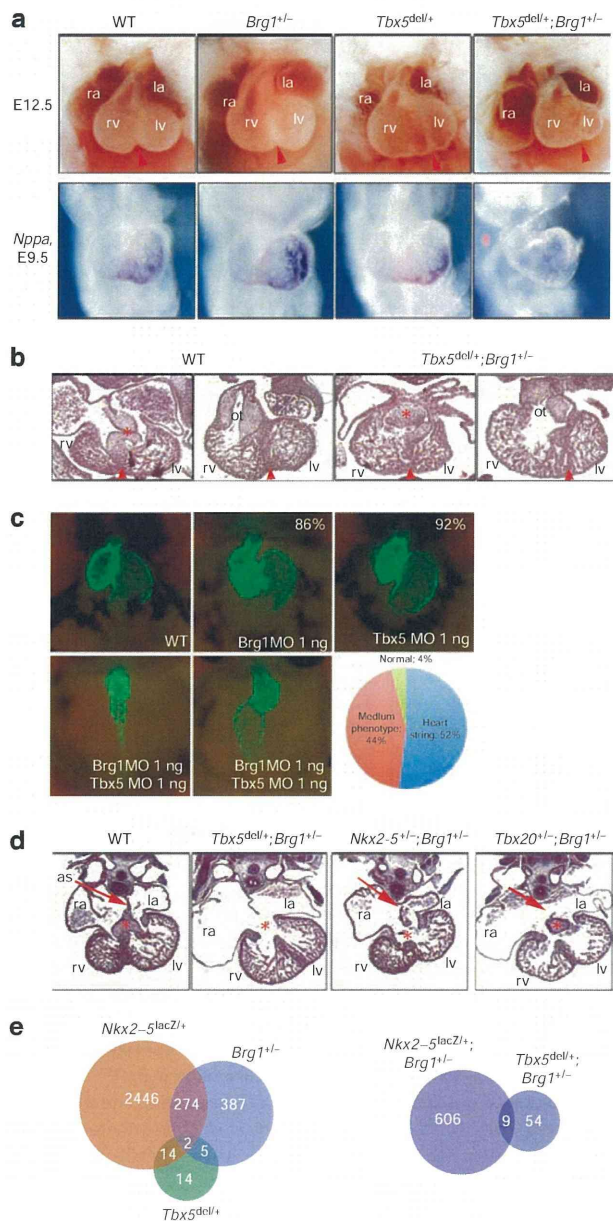 a
WT
Brg1+/−
Tbx5del/+
Tbx5del/+;Brg1+/−
E12.5
ra
la
rv
lv
ra
la
rv
lv
ra
la
rv
lv
ra
la
rv
lv
Nppa,
E9.5
b
WT
Tbx5del/+;Brg1+/−
*
rv
lv
ot
rv
lv
*
rv
lv
ot
rv
lv
c
WT
86%
Brg1MO 1 ng
92%
Tbx5 MO 1 ng
Brg1MO 1 ng
Tbx5 MO 1 ng
Brg1MO 1 ng
Tbx5 MO 1 ng
Normal; 4%
Medium
phenotype;
44%
Heart
string; 52%
d
WT
Tbx5del/+;Brg1+/−
Nkx2-5+/−;Brg1+/−
Tbx20+/−;Brg1+/−
as
ra
la
*
rv
lv
la
ra
*
rv
lv
la
ra
*
rv
lv
la
ra
*
rv
lv
e
Nkx2–5lacZ/+
Brg1+/−
2446
274
387
2
14
5
14
Tbx5del/+
Nkx2–5lacZ/+;
Brg1+/−
Tbx5del/+;
Brg1+/−
606
9
54